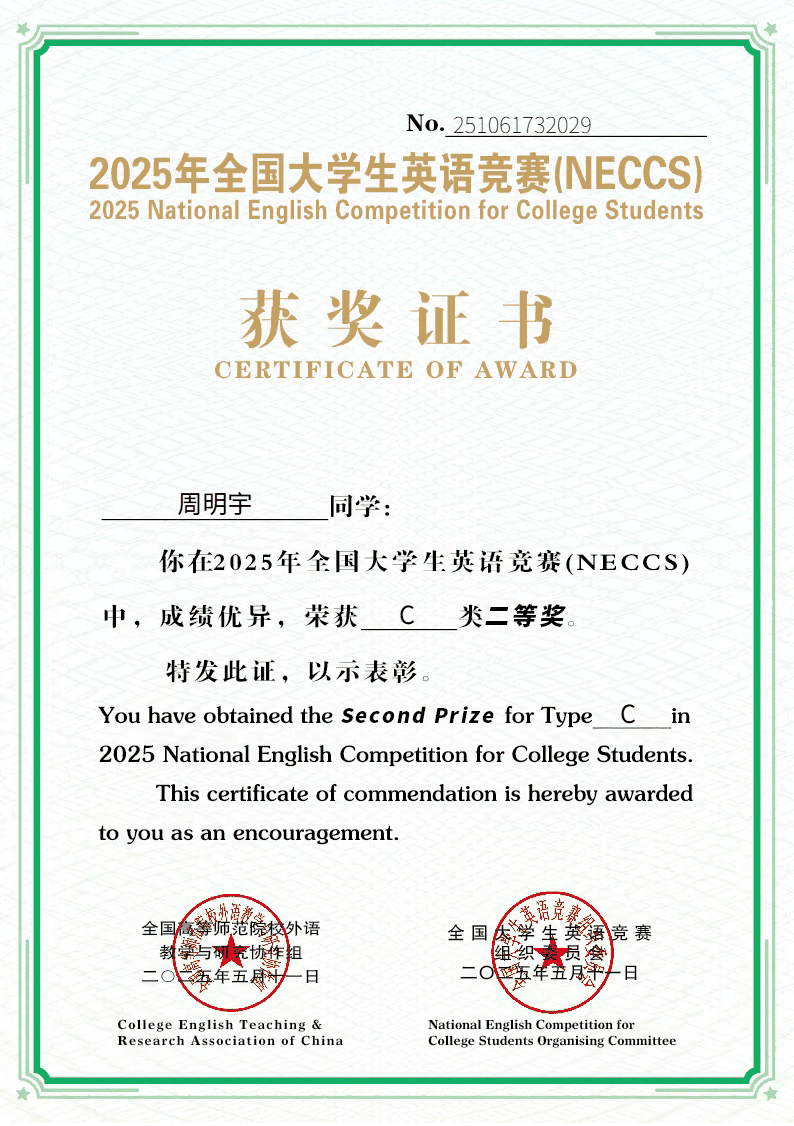 No. 251061732029
2025年全国大学生英语竞赛(NECCS)
2025 National English Competition for College Students
获奖证书
CERTIFICATE OF AWARD
周明宇同学：
你在2025年全国大学生英语竞赛(NECCS)
中，成绩优异，荣获 C 类二等奖。
特发此证，以示表彰。
You have obtained the Second Prize for Type C in
2025 National English Competition for College Students.
This certificate of commendation is hereby awarded
to you as an encouragement.
全国高等师范院校外语
教学与研究协作组
二〇二五年五月十一日
College English Teaching &
Research Association of China
全国大学生英语竞赛
组织委员会
二〇二五年五月十一日
National English Competition for
College Students Organising Committee